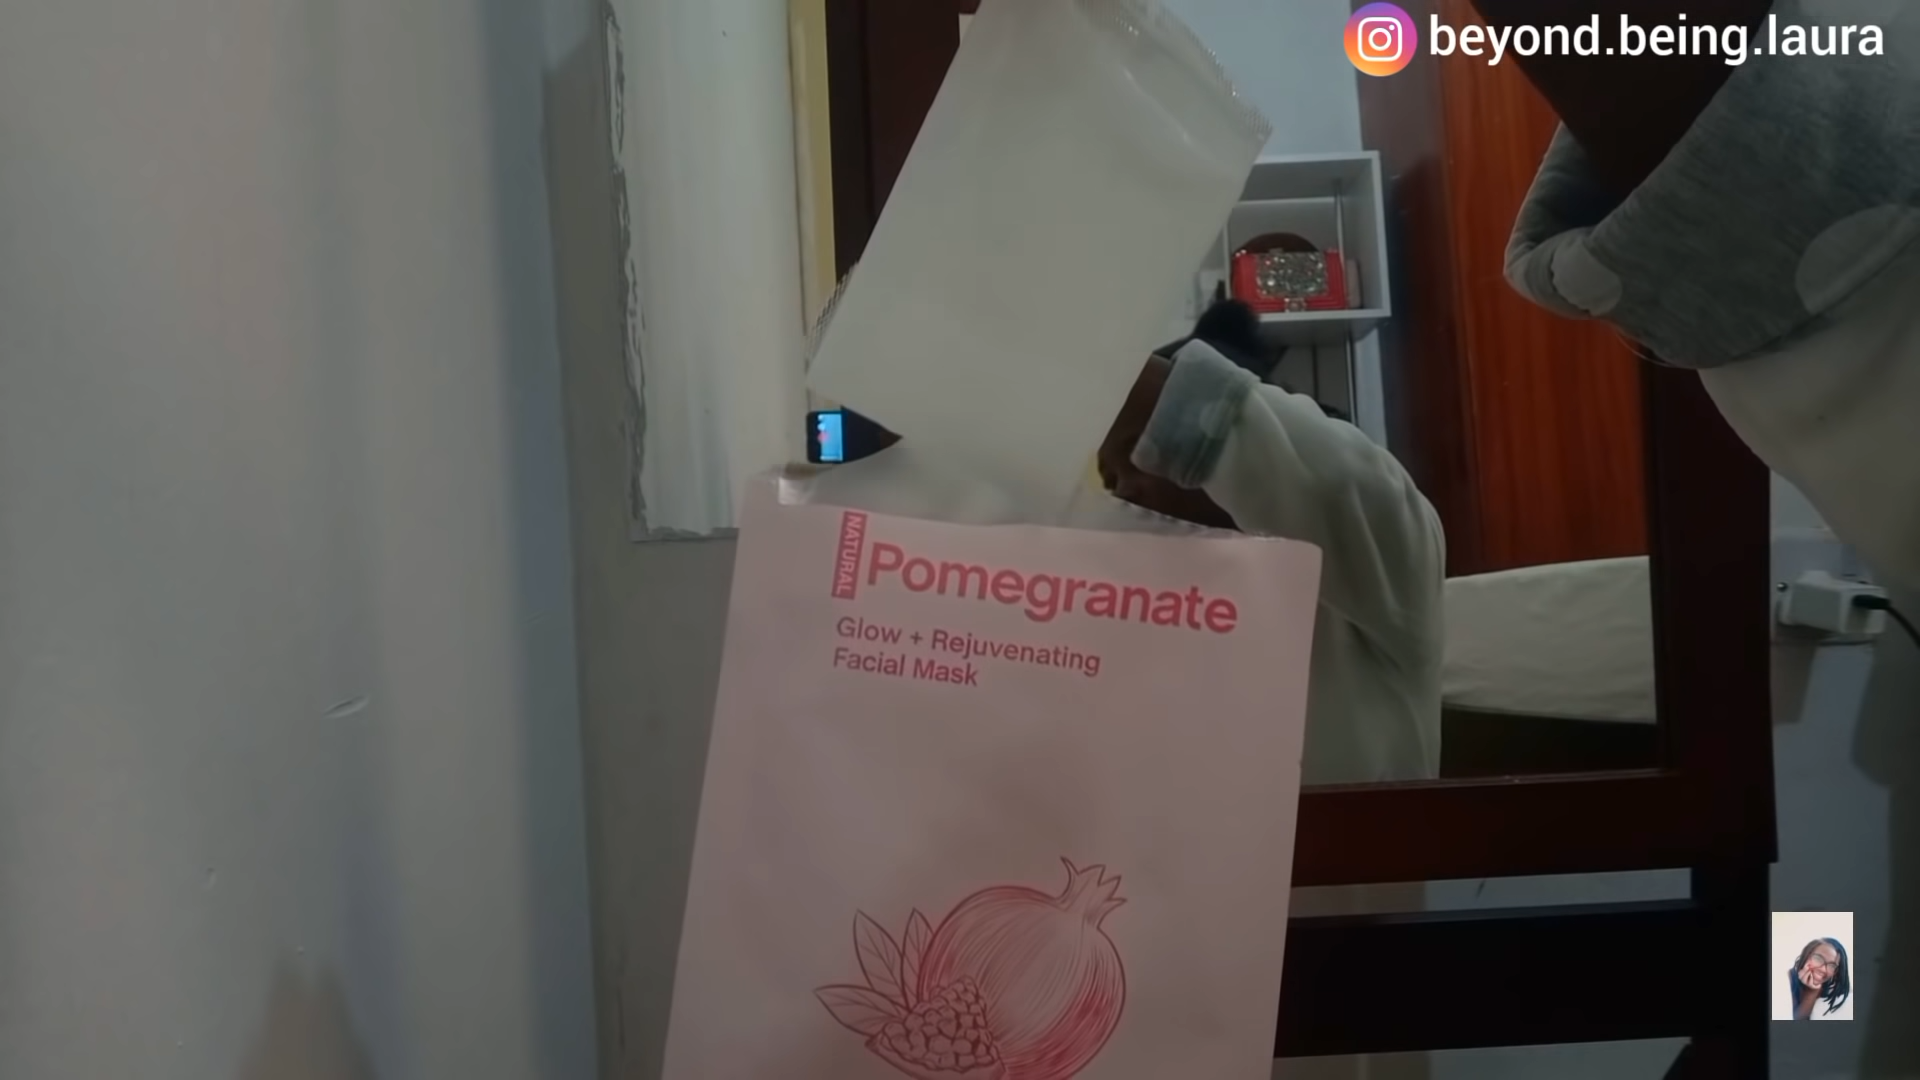 beyond.being.laura
NATURAL
Pomegranate
Glow + Rejuvenating
Facial Mask